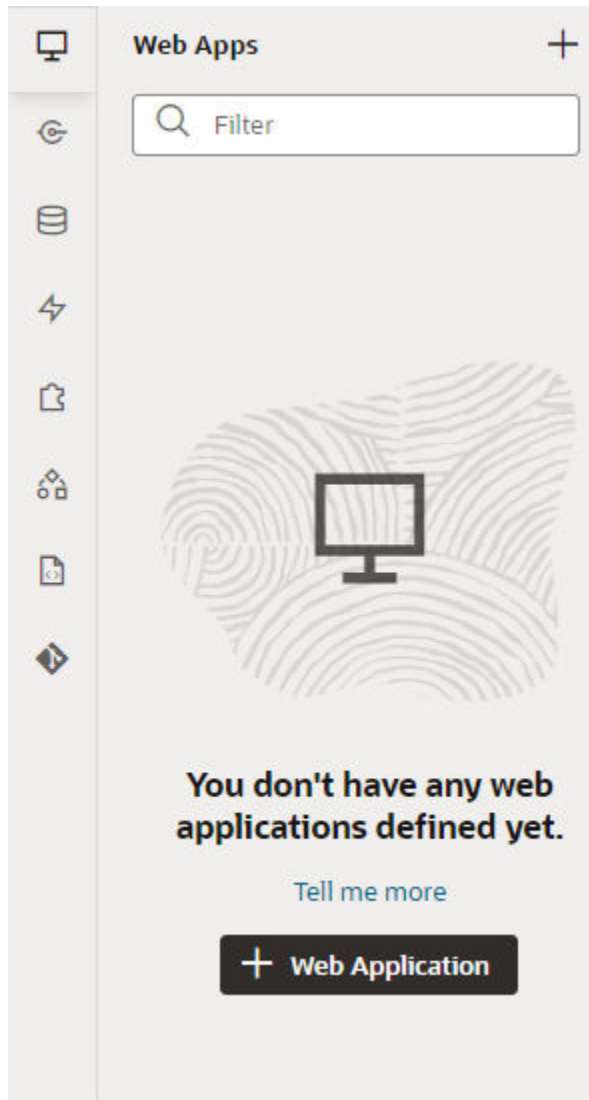 Web Apps
Filter
You don't have any web
applications defined yet.
Tell me more
Web Application